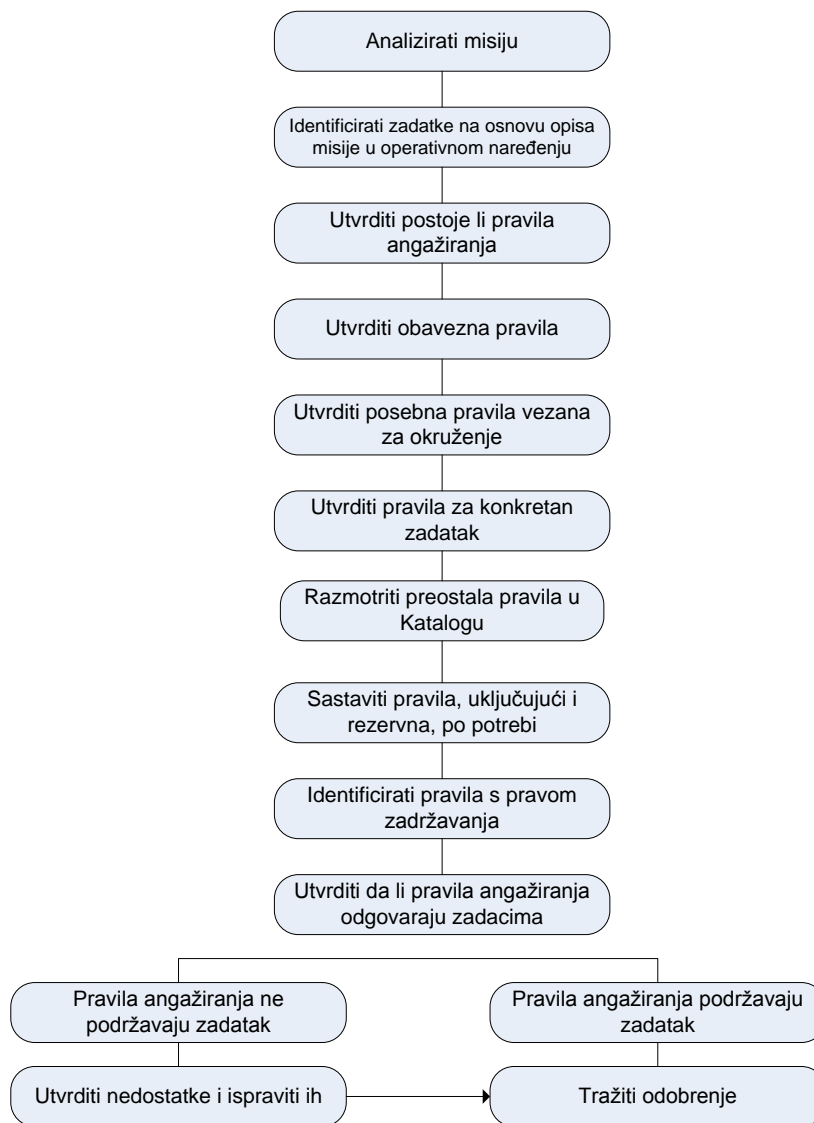 Analizirati misiju
Identificirati zadatke na osnovu opisa
misije u operativnom naređenju
Utvrditi postoje li pravila
angažiranja
Utvrditi obavezna pravila
Utvrditi posebna pravila vezana
za okruženje
Utvrditi pravila za konkretan
zadatak
Razmotriti preostala pravila u
Katalogu
Sastaviti pravila, uključujući i
rezervna, po potrebi
Identificirati pravila s pravom
zadržavanja
Utvrditi da li pravila angažiranja
odgovaraju zadacima
Pravila angažiranja ne
podržavaju zadatak
Pravila angažiranja podržavaju
zadatak
Utvrditi nedostatke i ispraviti ih
Tražiti odobrenje